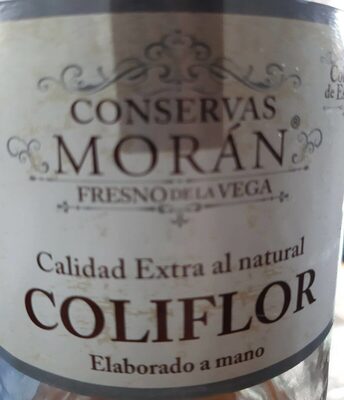 CONSERVAS
MORÁN®
FRESNO DE LA VEGA
Calidad Extra al natural
COLIFLOR
Elaborado a mano